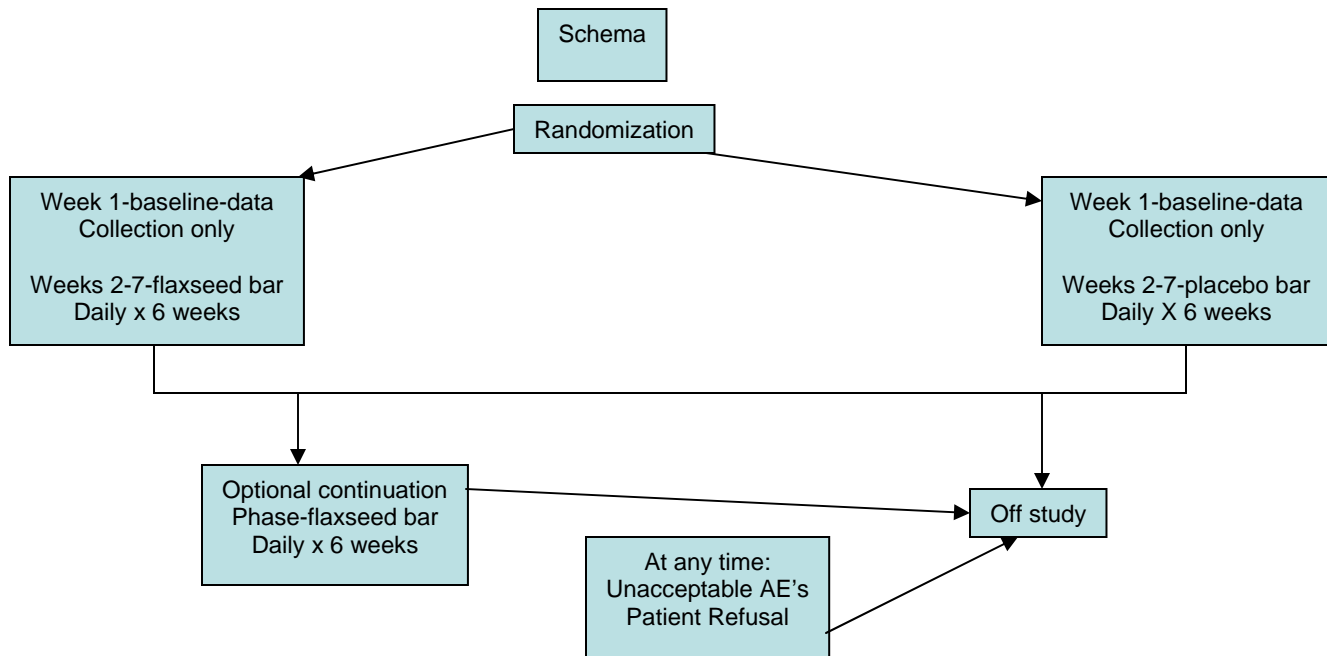 Schema
Randomization
Week 1-baseline-data
Collection only
Weeks 2-7-flaxseed bar
Daily x 6 weeks
Week 1-baseline-data
Collection only
Weeks 2-7-placebo bar
Daily X 6 weeks
Optional continuation
Phase-flaxseed bar
Daily x 6 weeks
Off study
At any time:
Unacceptable AE’s
Patient Refusal